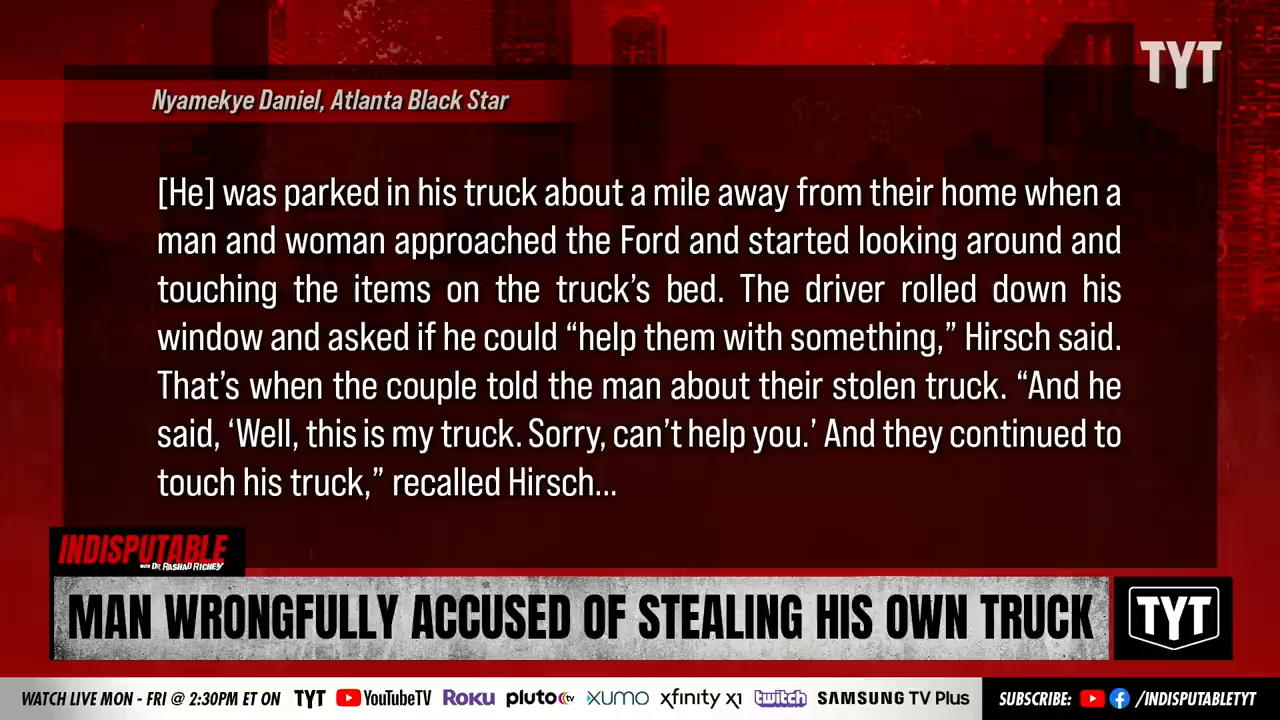 TYT
Nyamekye Daniel, Atlanta Black Star
[He] was parked in his truck about a mile away from their home when a
man and woman approached the Ford and started looking around and
touching the items on the truck’s bed. The driver rolled down his
window and asked if he could “help them with something,” Hirsch said.
That’s when the couple told the man about their stolen truck. “And he
said, ‘Well, this is my truck. Sorry, can’t help you.’ And they continued to
touch his truck,” recalled Hirsch...
INDISPUTABLE
WITH DR. RASHAD RICHEY
MAN WRONGFULLY ACCUSED OF STEALING HIS OWN TRUCK
TYT
WATCH LIVE MON - FRI @ 2:30PM ET ON TYT YouTubeTV ROKU pluto tv XUMO xfinity X1 twitch SAMSUNG TV Plus SUBSCRIBE: /INDISPUTABLETYT